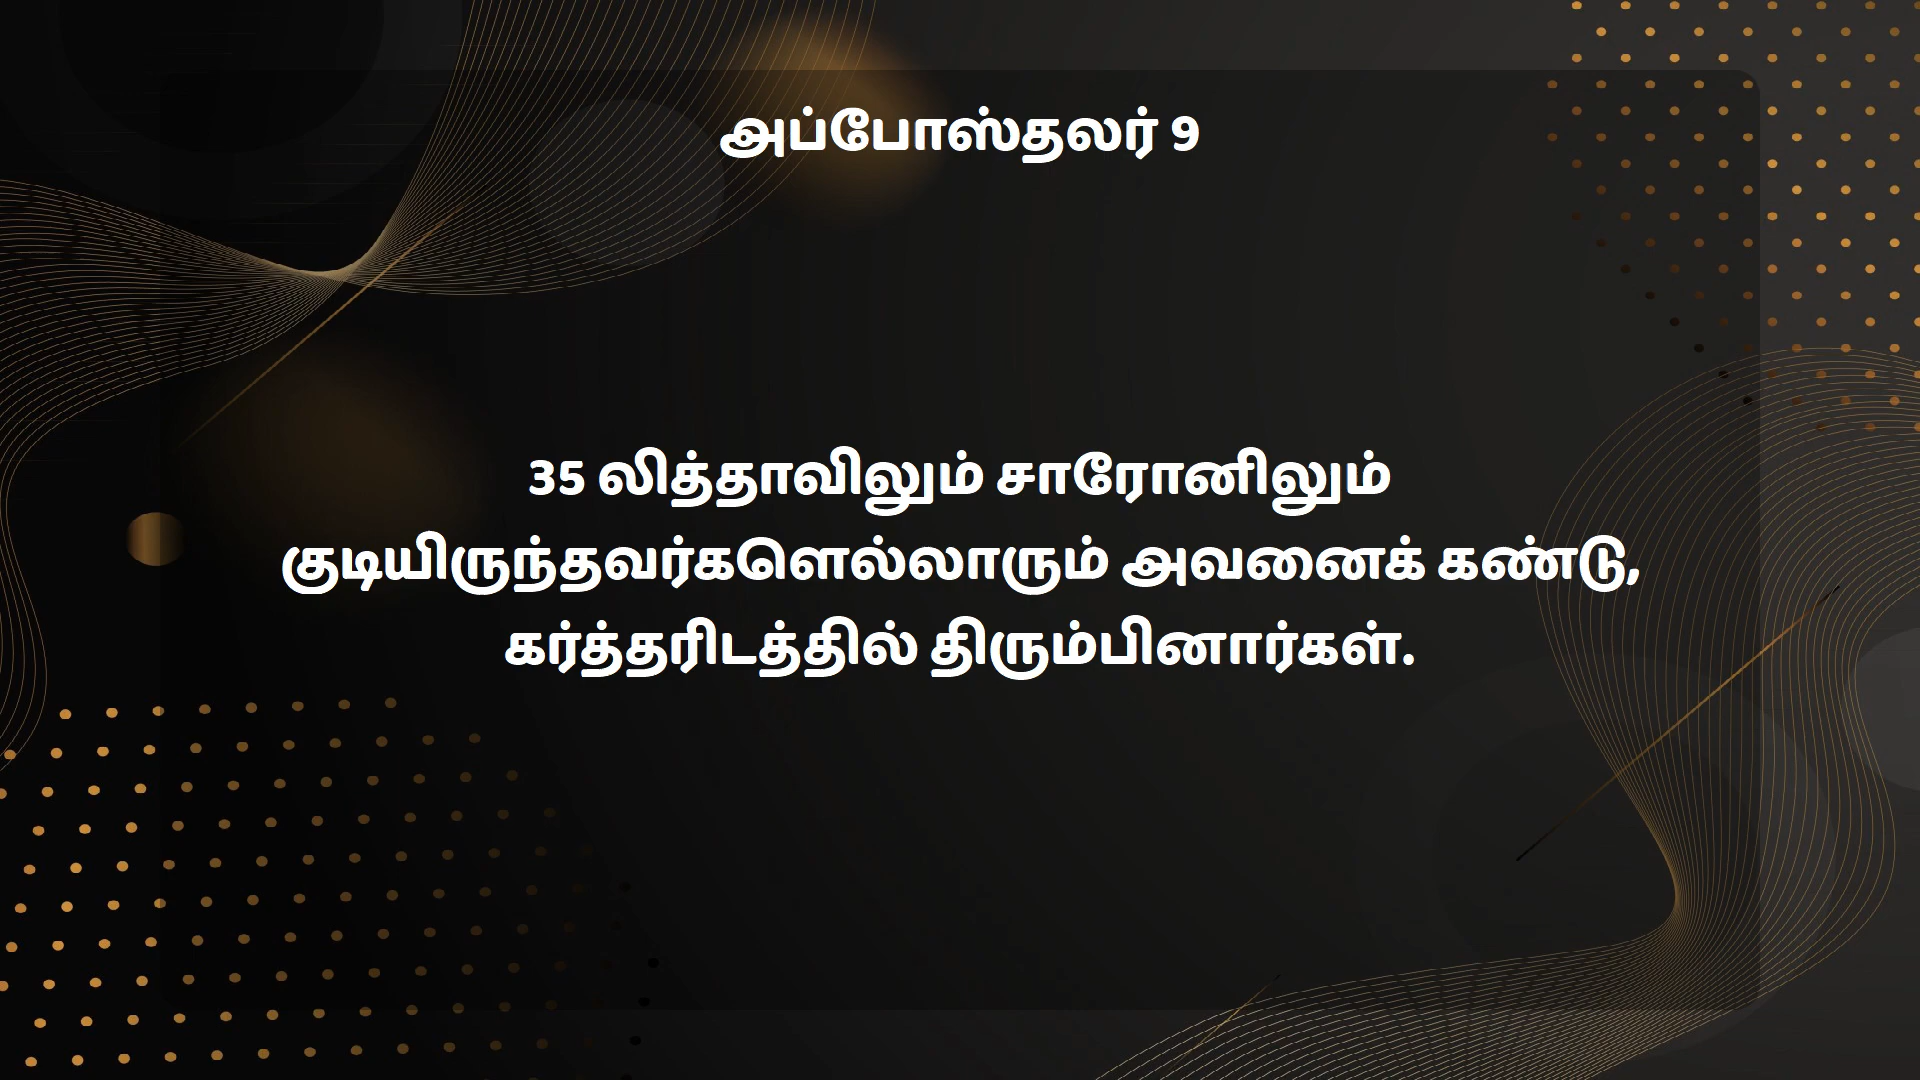 அப்போஸ்தலர் 9
35 லித்தாவிலும் சாரோனிலும்
குடியிருந்தவர்களெல்லாரும் அவனைக் கண்டு,
கர்த்தரிடத்தில் திரும்பினார்கள்.